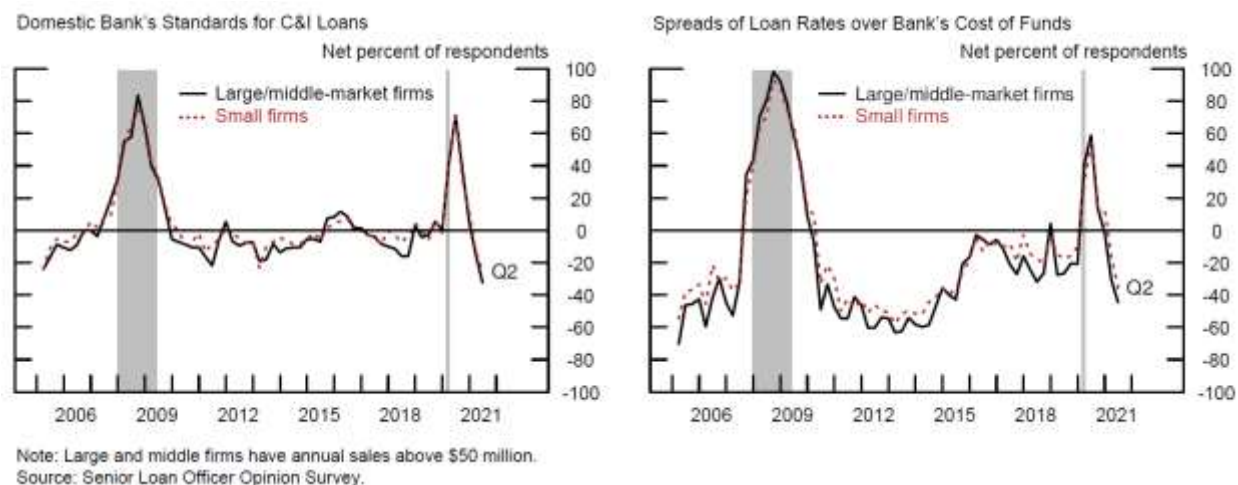 Domestic Bank's Standards for C&I Loans
Net percent of respondents
Large/middle-market firms
Small firms
100
80
60
40
20
0
-20
-40
-60
-80
-100
Q2
2006 2009 2012 2015 2018 2021
Spreads of Loan Rates over Bank's Cost of Funds
Net percent of respondents
Large/middle-market firms
Small firms
100
80
60
40
20
0
-20
-40
-60
-80
-100
Q2
2006 2009 2012 2015 2018 2021
Note: Large and middle firms have annual sales above $50 million.
Source: Senior Loan Officer Opinion Survey.